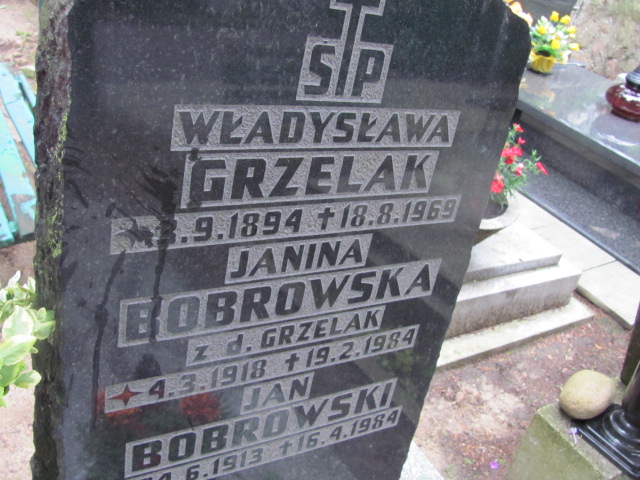 ŚP
WŁADYSŁAWA
GRZELAK
3.9.1894 † 18.8.1969
JANINA
BOBROWSKA
z d. GRZELAK
4.3.1918 † 19.2.1984
JAN
BOBROWSKI
6.1913 † 16.4.1984